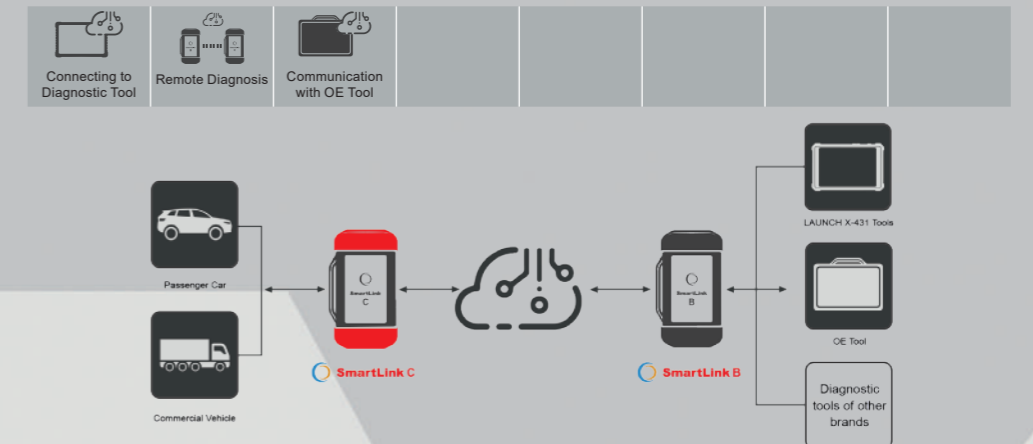 Connecting to
Diagnostic Tool
Remote Diagnosis
Communication
with OE Tool
Passenger Car
Commercial Vehicle
SmartLink
C
SmartLink C
SmartLink
B
SmartLink B
LAUNCH X-431 Tools
OE Tool
Diagnostic
tools of other
brands